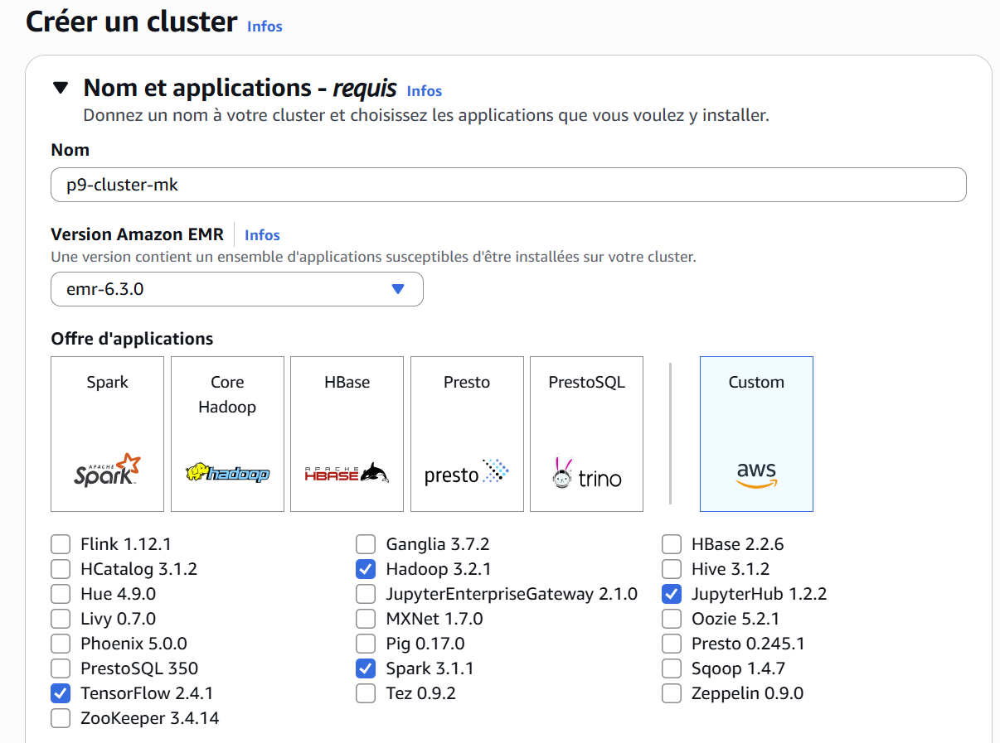 Créer un cluster Infos
Nom et applications - requis Infos
Donnez un nom à votre cluster et choisissez les applications que vous voulez y installer.
Nom
p9-cluster-mk
Version Amazon EMR Infos
Une version contient un ensemble d'applications susceptibles d'être installées sur votre cluster.
emr-6.3.0
Offre d'applications
Spark
Core
Hadoop
HBase
Presto
PrestoSQL
Custom
APACHE
Spark
hadoop
APACHE
HBASE
presto
trino
aws
Flink 1.12.1
Ganglia 3.7.2
HBase 2.2.6
HCatalog 3.1.2
Hadoop 3.2.1
Hive 3.1.2
Hue 4.9.0
JupyterEnterpriseGateway 2.1.0
JupyterHub 1.2.2
Livy 0.7.0
MXNet 1.7.0
Oozie 5.2.1
Phoenix 5.0.0
Pig 0.17.0
Presto 0.245.1
PrestoSQL 350
Spark 3.1.1
Sqoop 1.4.7
TensorFlow 2.4.1
Tez 0.9.2
Zeppelin 0.9.0
ZooKeeper 3.4.14